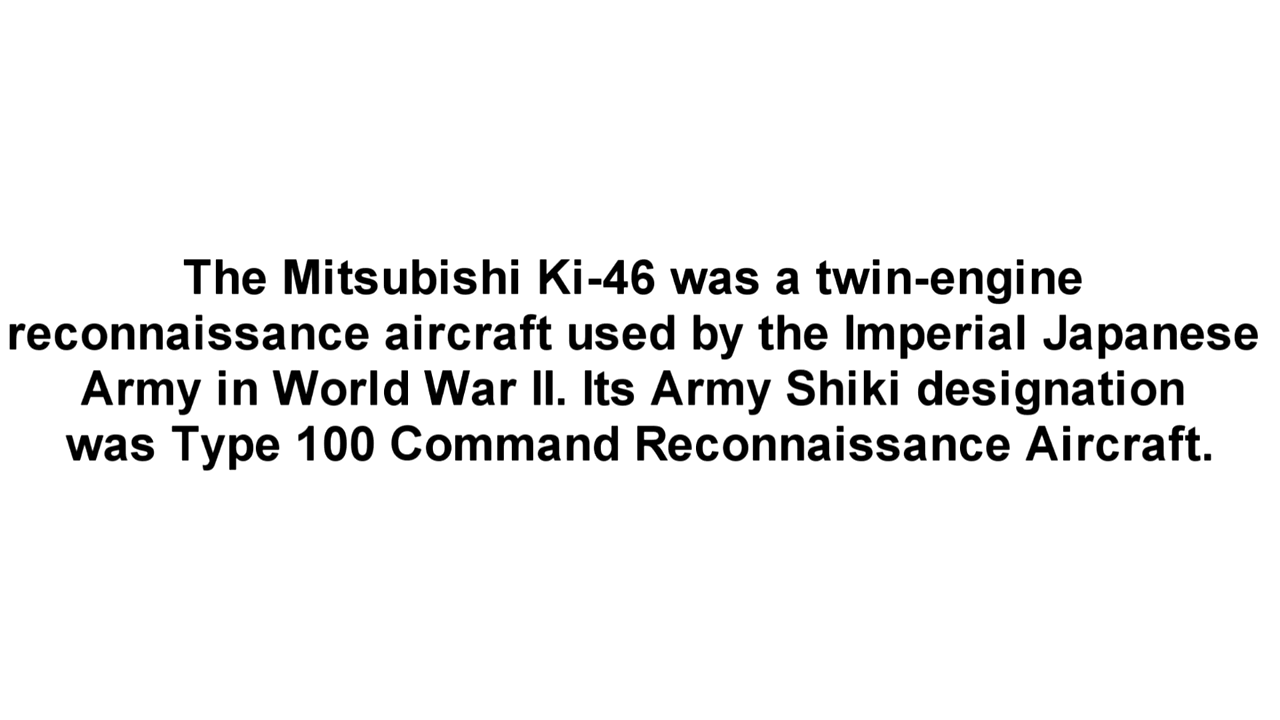 The Mitsubishi Ki-46 was a twin-engine
reconnaissance aircraft used by the Imperial Japanese
Army in World War II. Its Army Shiki designation
was Type 100 Command Reconnaissance Aircraft.